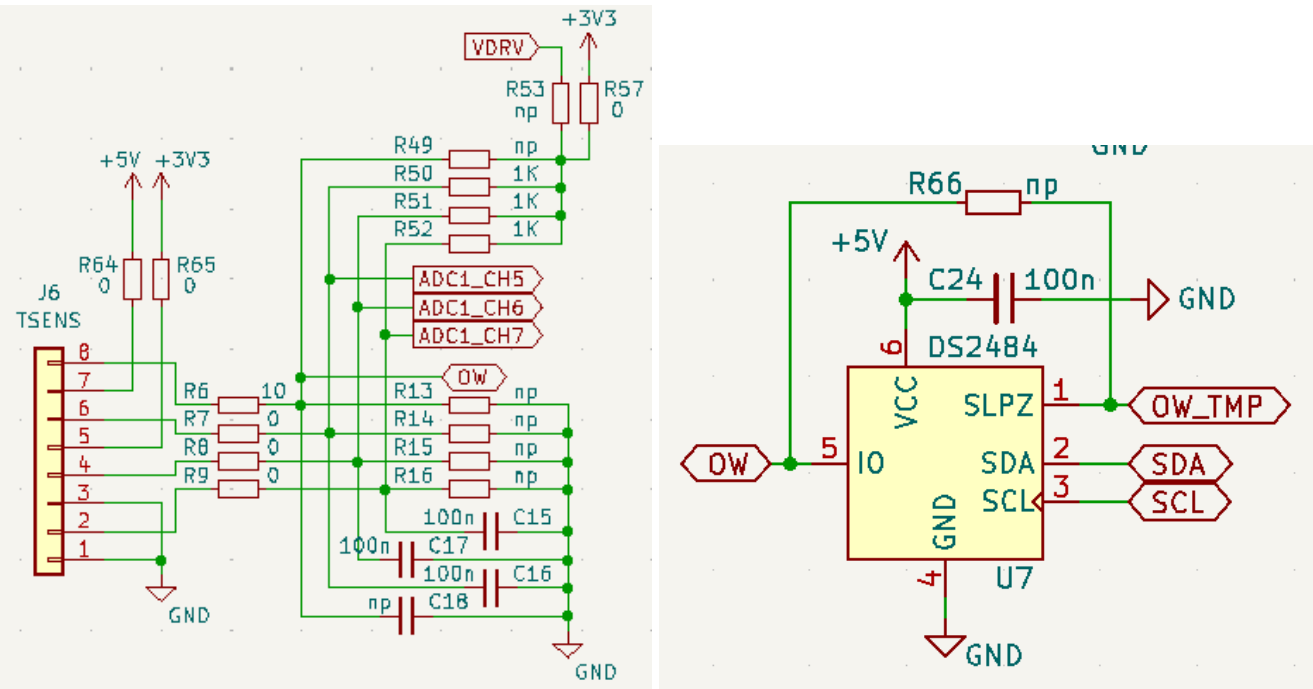 +3V3
VDRV
R53 R57
np 0
R49 np
+5V +3V3
R50 1K
R51 1K
R52 1K
R64 R65
0 0
ADC1_CH5
J6
ADC1_CH6
TSENS
ADC1_CH7
8
OW
7
R6 10 R13 np
6
R7 0 R14 np
5
R8 0 R15 np
4
R9 0 R16 np
3
100n C15
2
100n C17
1
100n C16
np C18
GND
GND
GND
R66 np
+5V
C24 100n
GND
6
DS2484
VCC
SLPZ 1 OW_TMP
OW 5 IO
SDA 2 SDA
SCL 3 SCL
GND
4
U7
GND